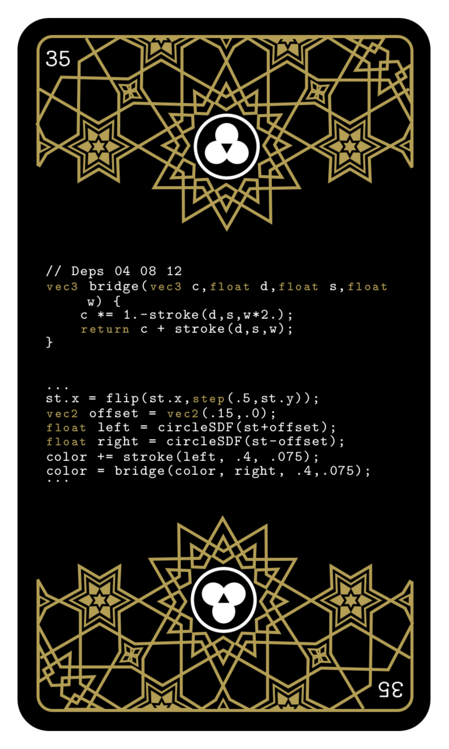 35
// Deps 04 08 12
vec3 bridge(vec3 c,float d,float s,float
w) {
c *= 1.-stroke(d,s,w*2.);
return c + stroke(d,s,w);
}
...
st.x = flip(st.x,step(.5,st.y));
vec2 offset = vec2(.15,.0);
float left = circleSDF(st+offset);
float right = circleSDF(st-offset);
color += stroke(left, .4, .075);
color = bridge(color, right, .4,.075);
...
35